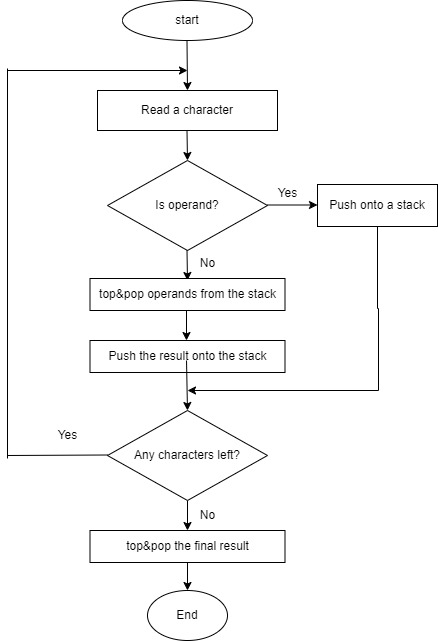 start
Read a character
Is operand?
Yes
Push onto a stack
No
top&pop operands from the stack
Push the result onto the stack
Yes
Any characters left?
No
top&pop the final result
End